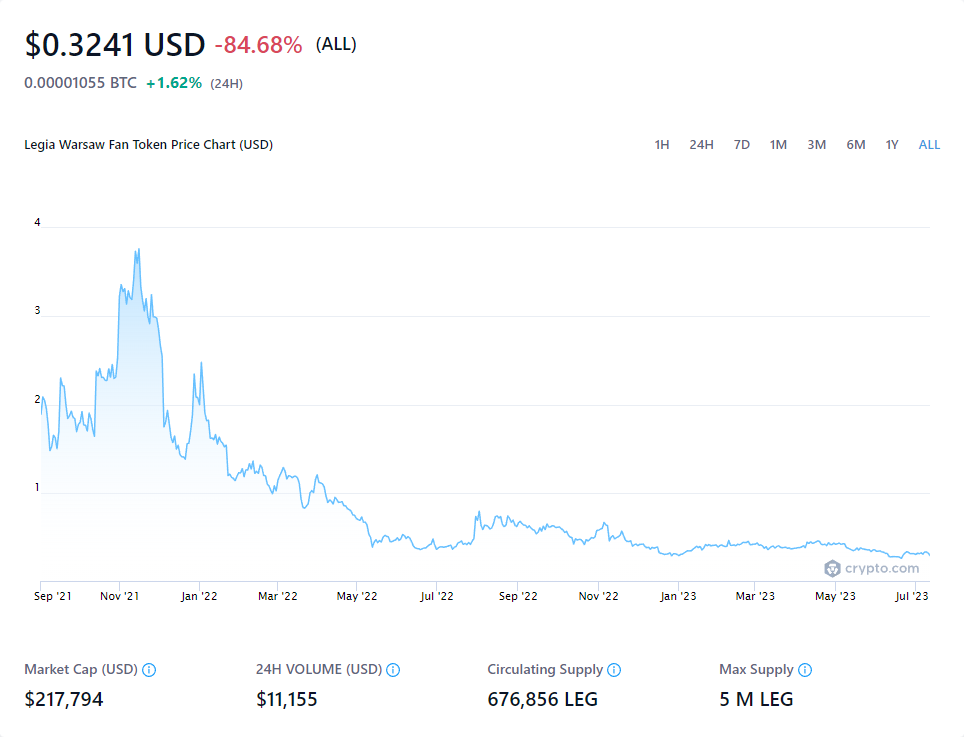 $0.3241 USD -84.68% (ALL)
0.00001055 BTC +1.62% (24H)
Legia Warsaw Fan Token Price Chart (USD) 1H 24H 7D 1M 3M 6M 1Y ALL
4
3
2
1
crypto.com
Sep '21 Nov '21 Jan '22 Mar '22 May '22 Jul '22 Sep '22 Nov '22 Jan '23 Mar '23 May '23 Jul '23
Market Cap (USD) 24H VOLUME (USD) Circulating Supply Max Supply
$217,794 $11,155 676,856 LEG 5 M LEG